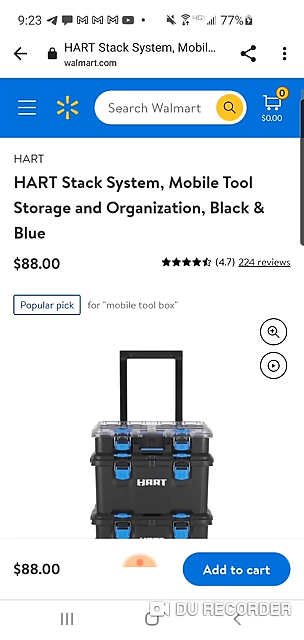 9:23
77%
HART Stack System, Mobil...
walmart.com
Search Walmart
0
$0.00
HART
HART Stack System, Mobile Tool
Storage and Organization, Black &
Blue
$88.00
(4.7) 224 reviews
Popular pick for "mobile tool box"
HART
$88.00
Add to cart
DU RECORDER